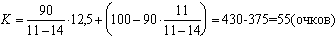 K = 90/(11−14) · 12,5 + (100−90 · 11/(11−14)) = 430-375=55(очков)